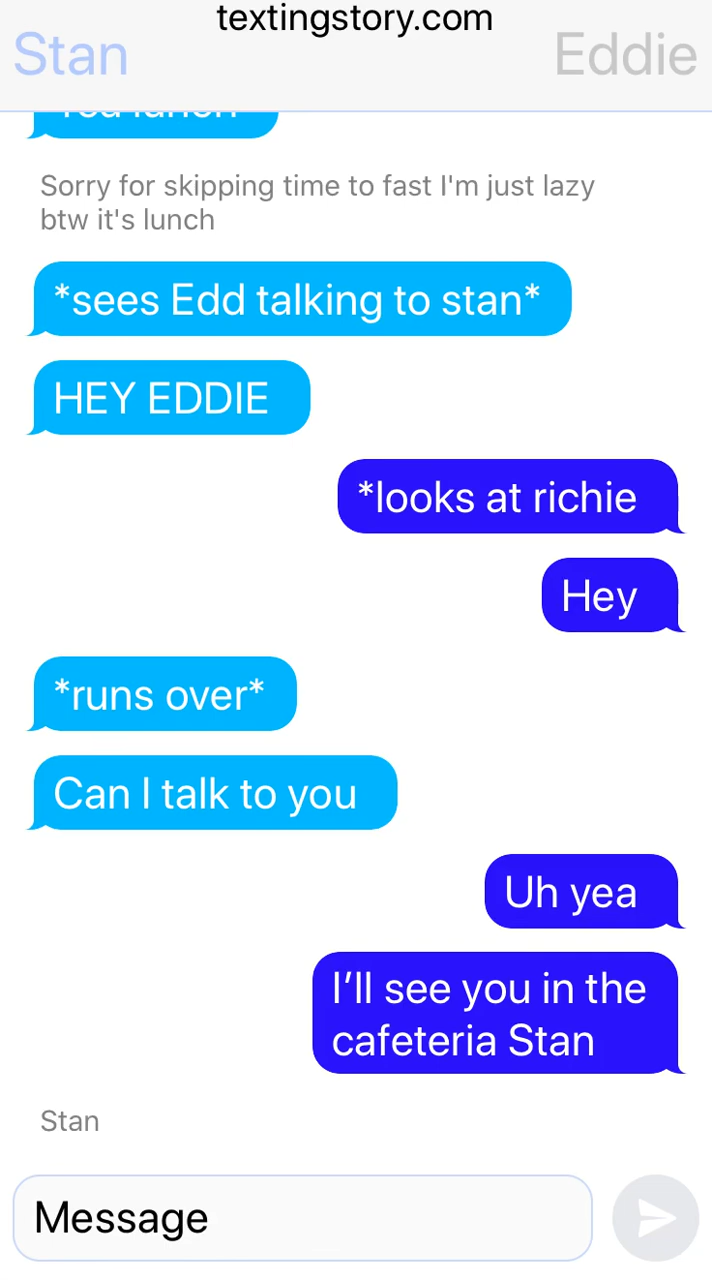 textingstory.com
Stan
Eddie
Sorry for skipping time to fast I'm just lazy
btw it's lunch
*sees Edd talking to stan*
HEY EDDIE
*looks at richie
Hey
*runs over*
Can I talk to you
Uh yea
I’ll see you in the
cafeteria Stan
Stan
Message